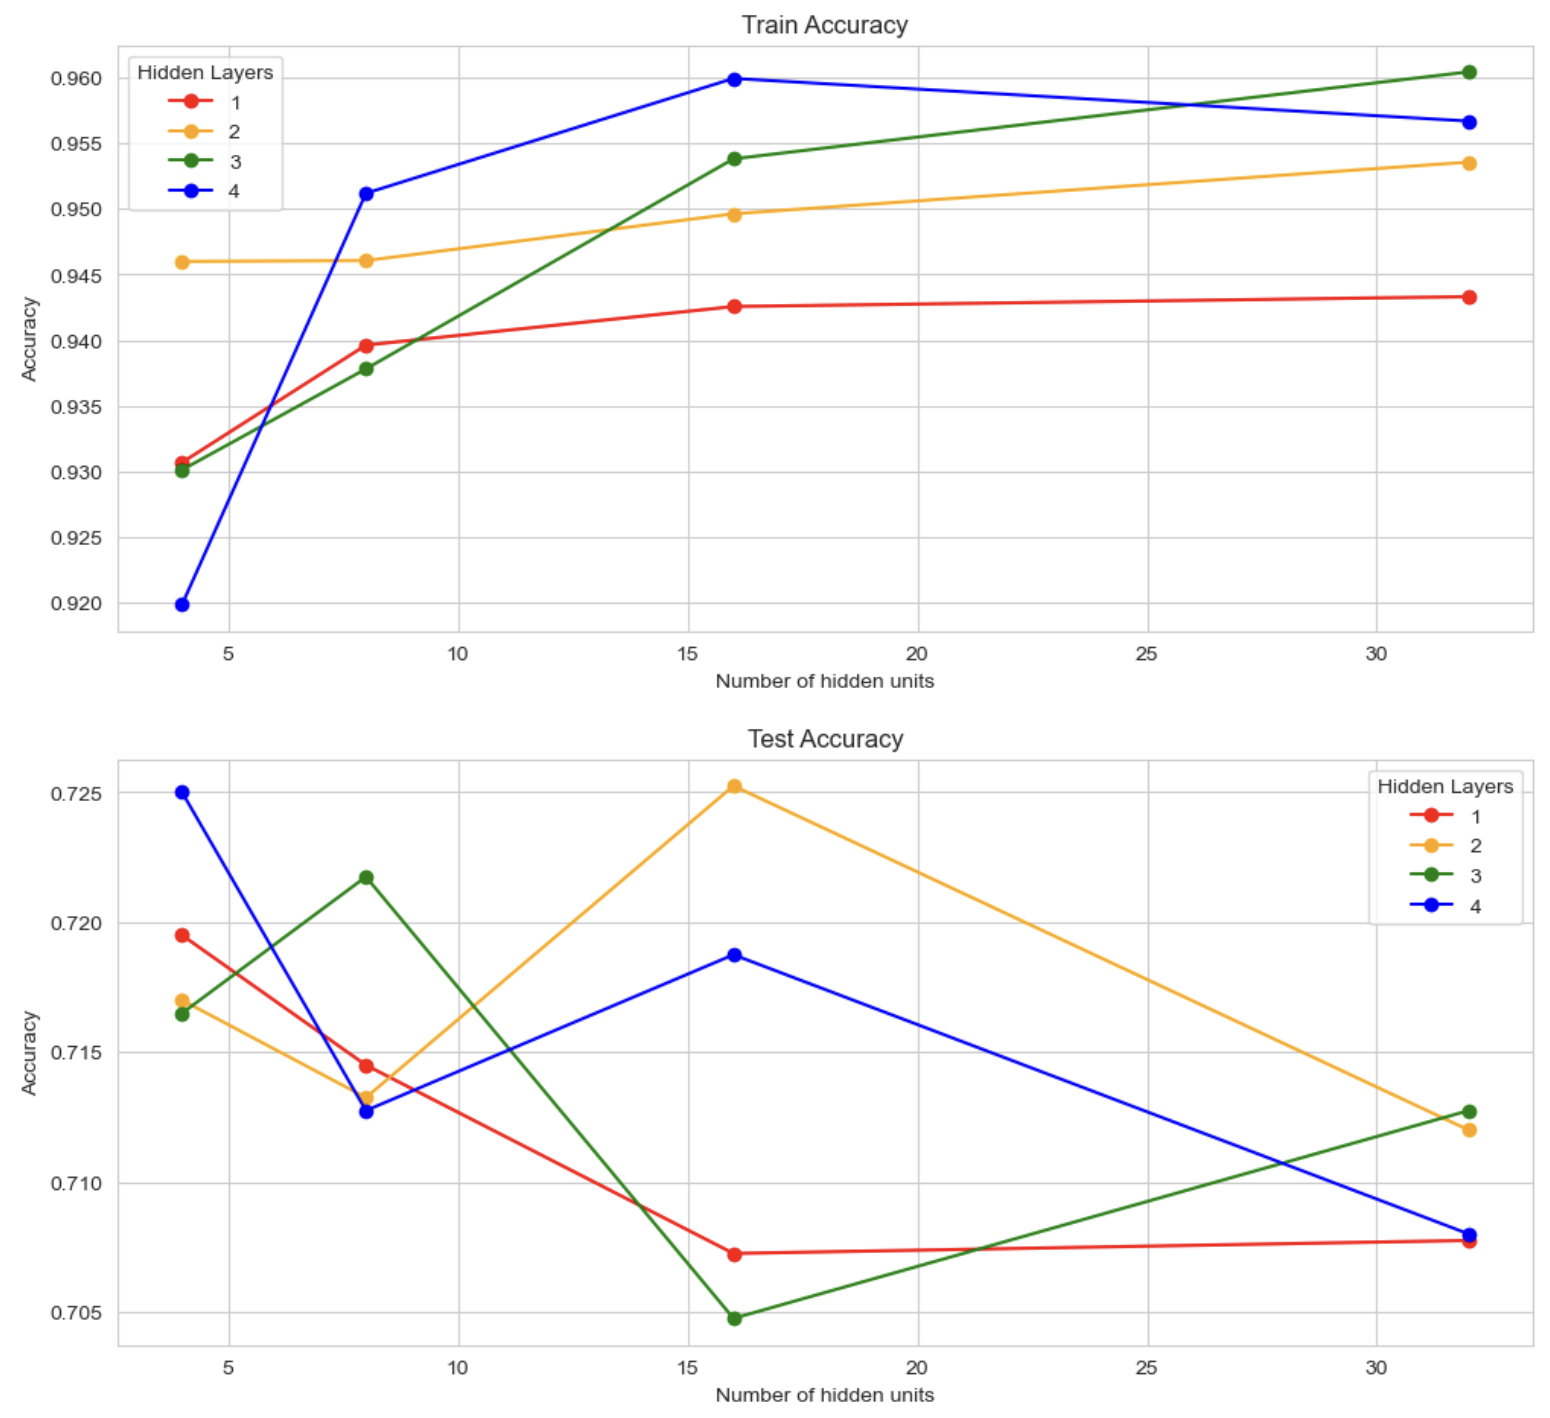 Train Accuracy
Hidden Layers
1
2
3
4
0.960
0.955
0.950
0.945
0.940
0.935
0.930
0.925
0.920
Accuracy
5 10 15 20 25 30
Number of hidden units
Test Accuracy
Hidden Layers
1
2
3
4
0.725
0.720
0.715
0.710
0.705
Accuracy
5 10 15 20 25 30
Number of hidden units